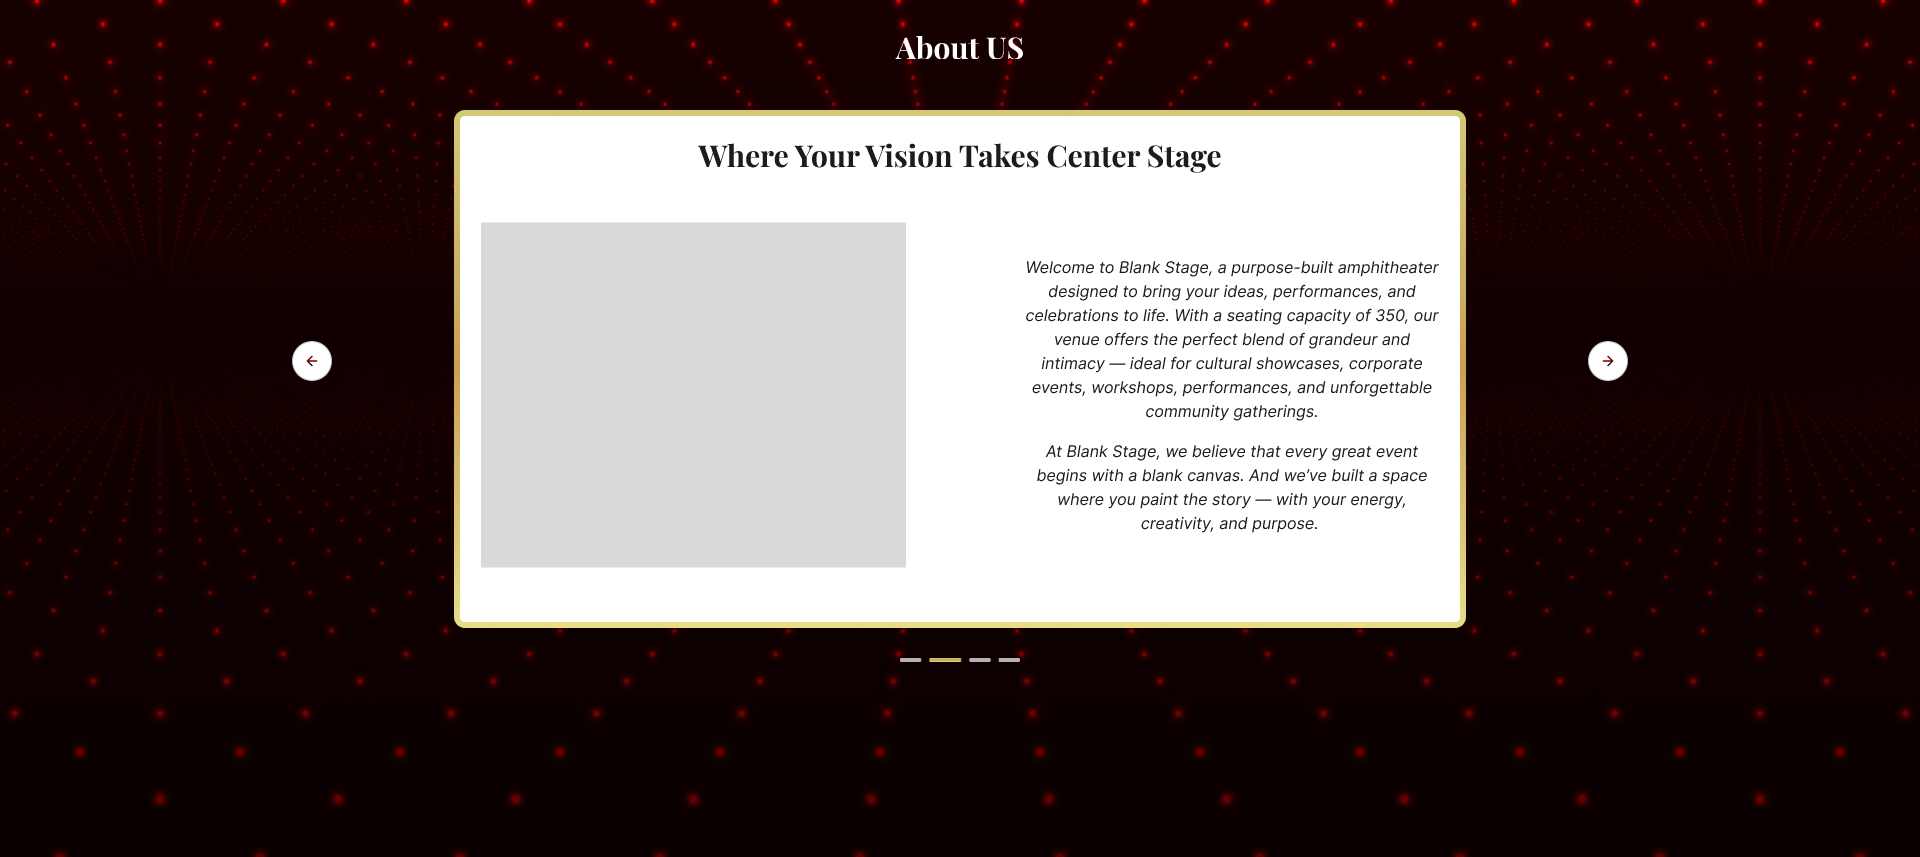 About US
Where Your Vision Takes Center Stage
Welcome to Blank Stage, a purpose-built amphitheater
designed to bring your ideas, performances, and
celebrations to life. With a seating capacity of 350, our
venue offers the perfect blend of grandeur and
intimacy — ideal for cultural showcases, corporate
events, workshops, performances, and unforgettable
community gatherings.
At Blank Stage, we believe that every great event
begins with a blank canvas. And we’ve built a space
where you paint the story — with your energy,
creativity, and purpose.